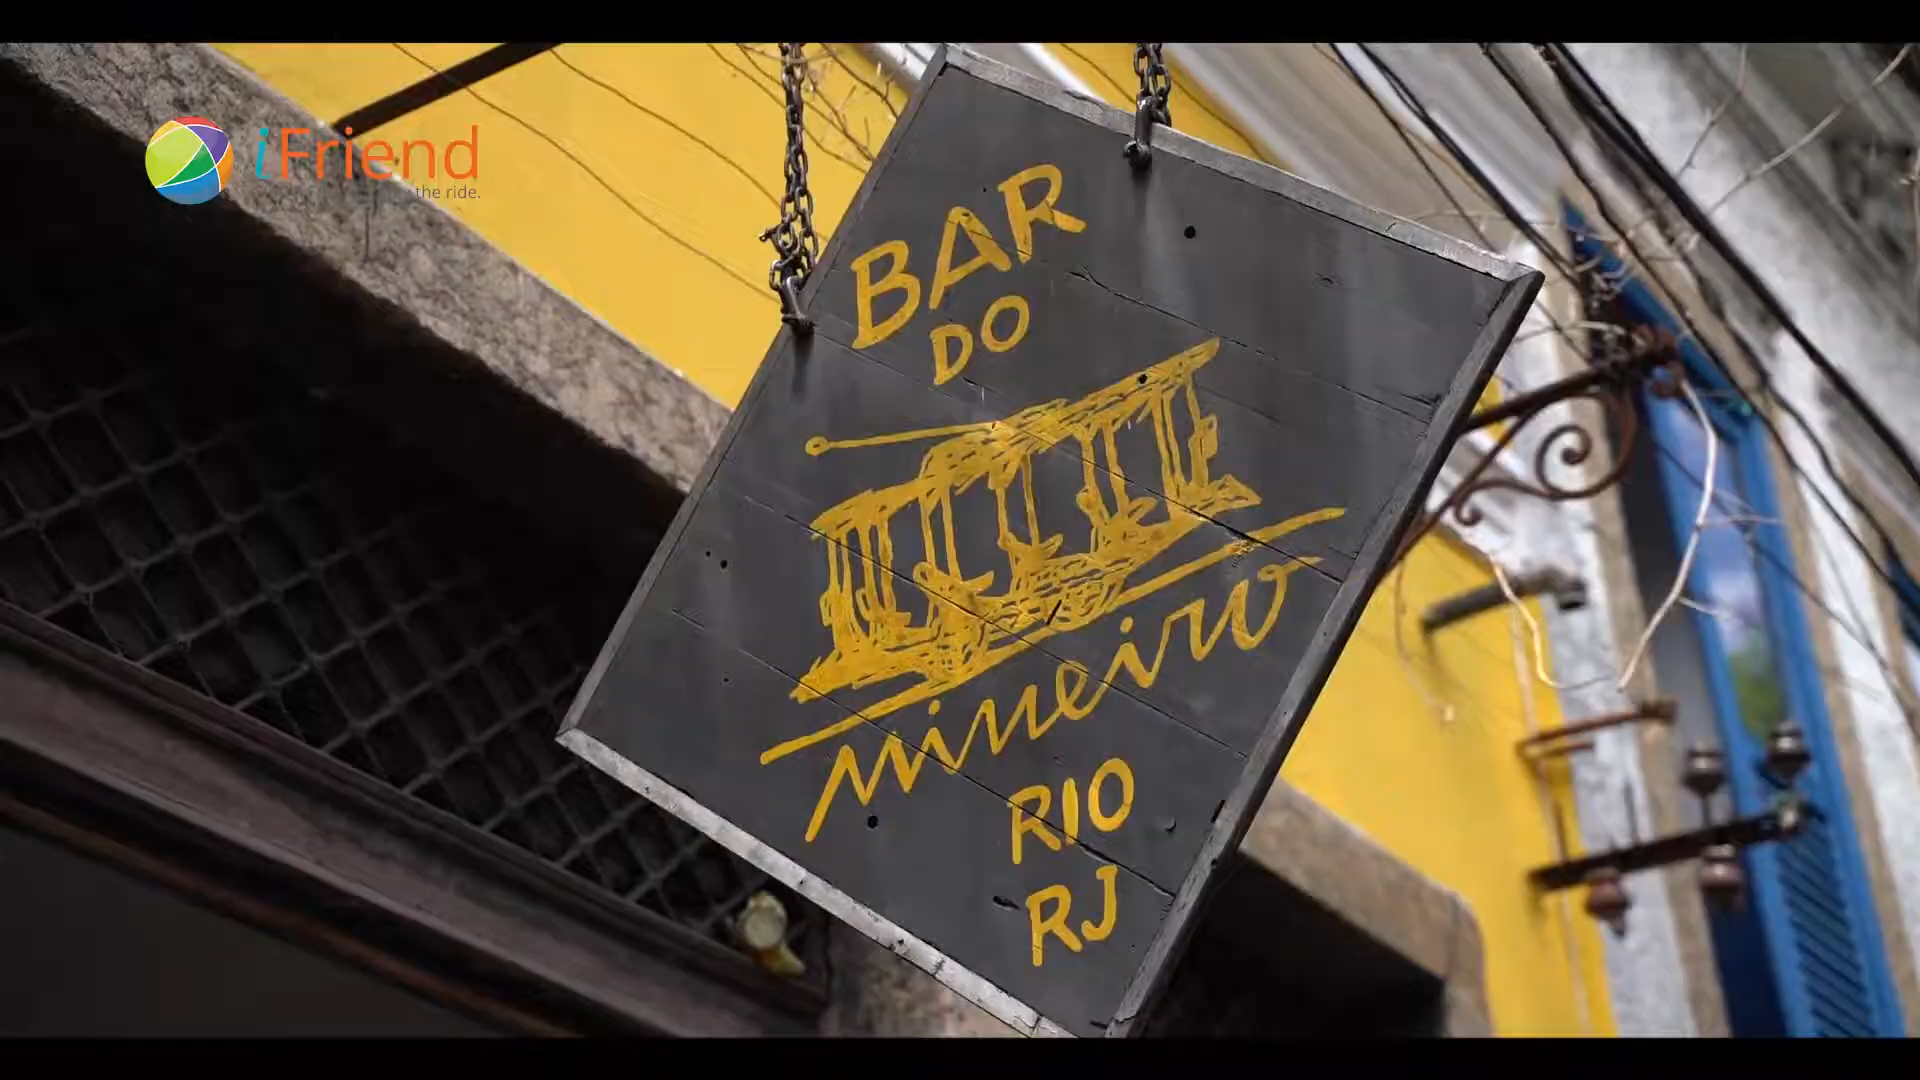 iFriend
the ride.
BAR
DO
mineiro
RIO
RJ